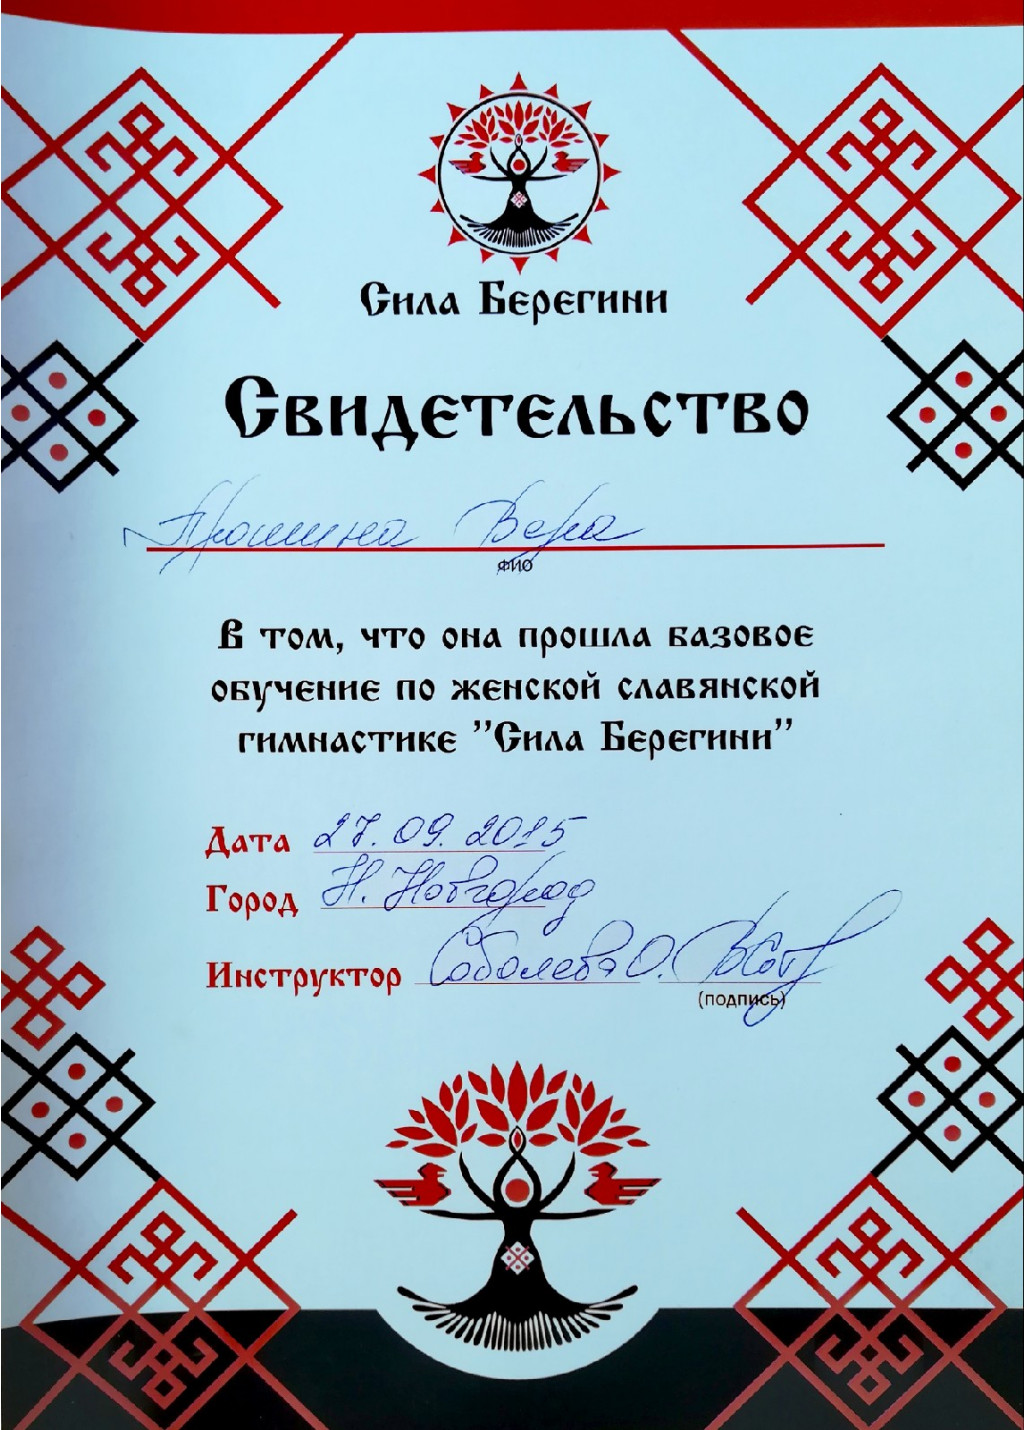 Сила Берегини
Свидетельство
Прошина Вера
ФИО
В том, что она прошла базовое
обучение по женской славянской
гимнастике "Сила Берегини"
Дата 27.09.2015
Город Н. Новгород
Инструктор Соболева О.
(подпись)